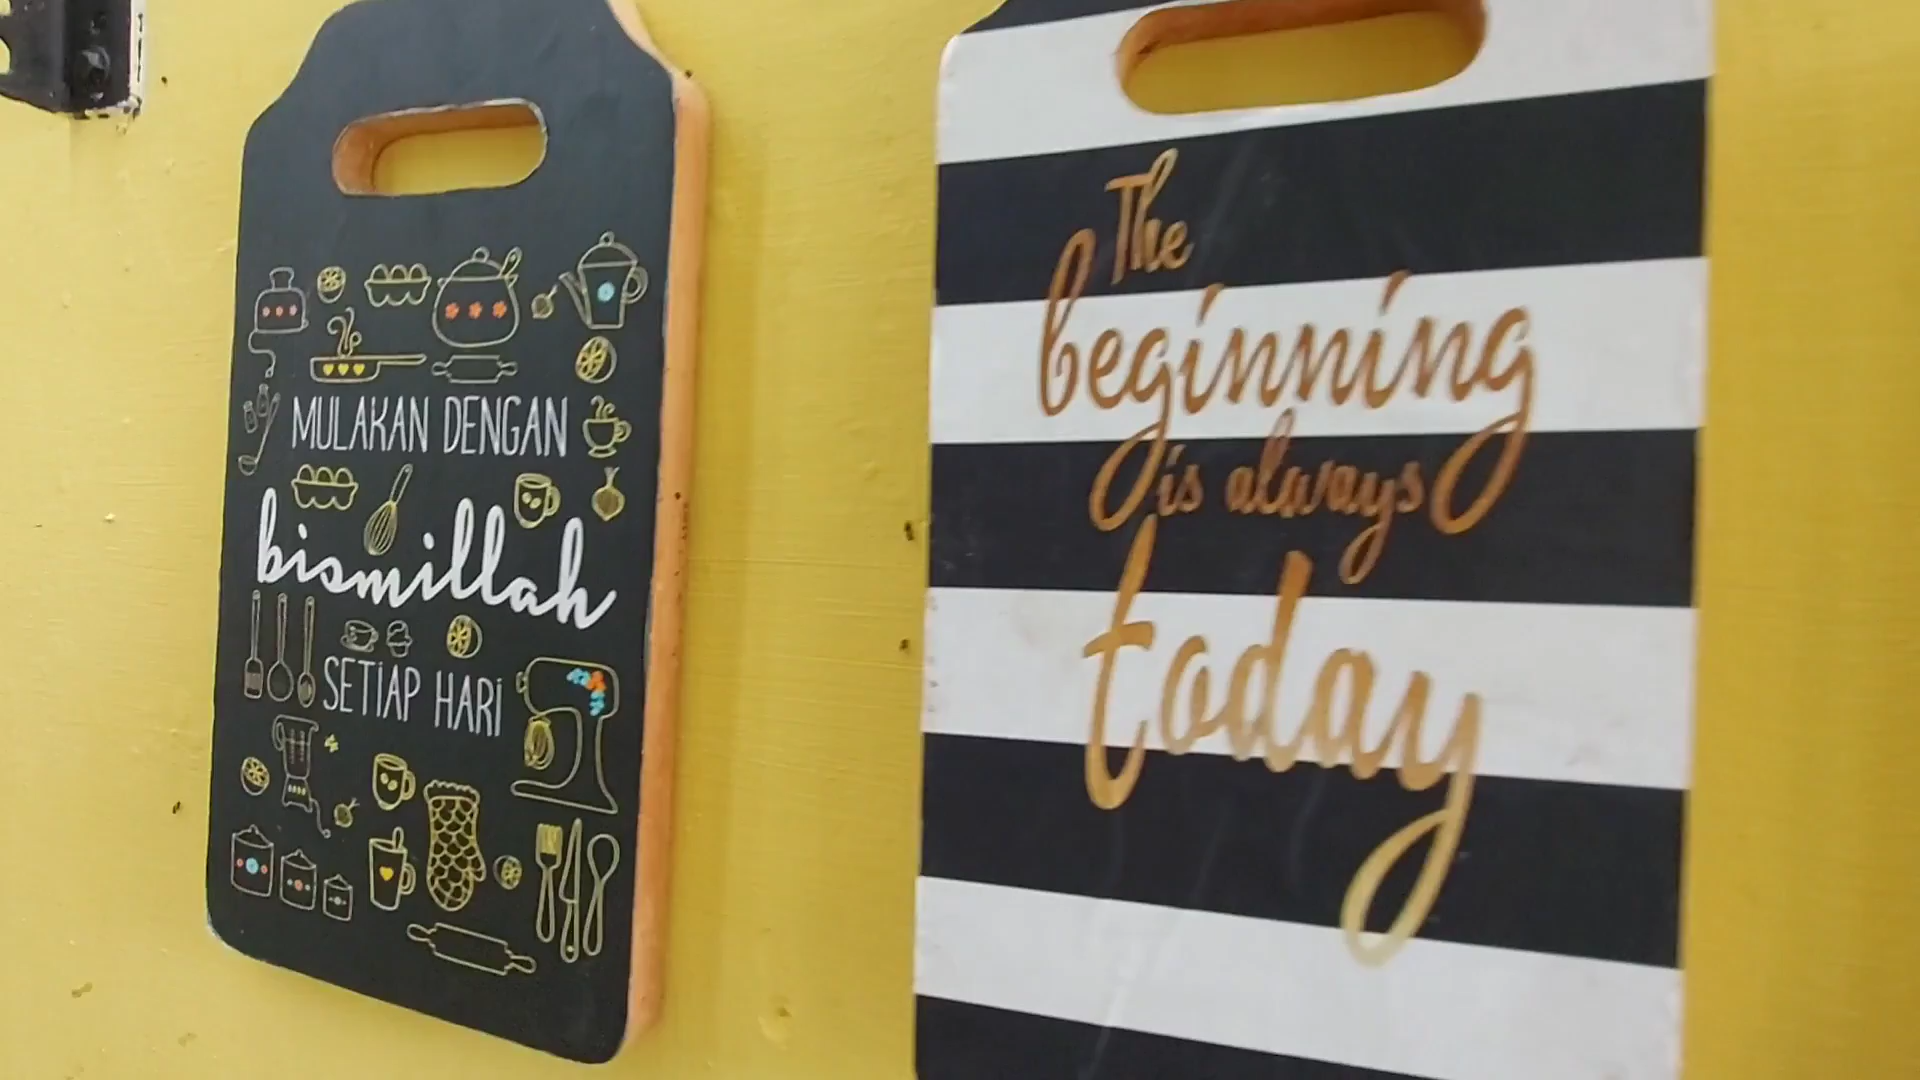 MULAKAN DENGAN
bismillah
SETIAP HARI
The
beginning
is always
today